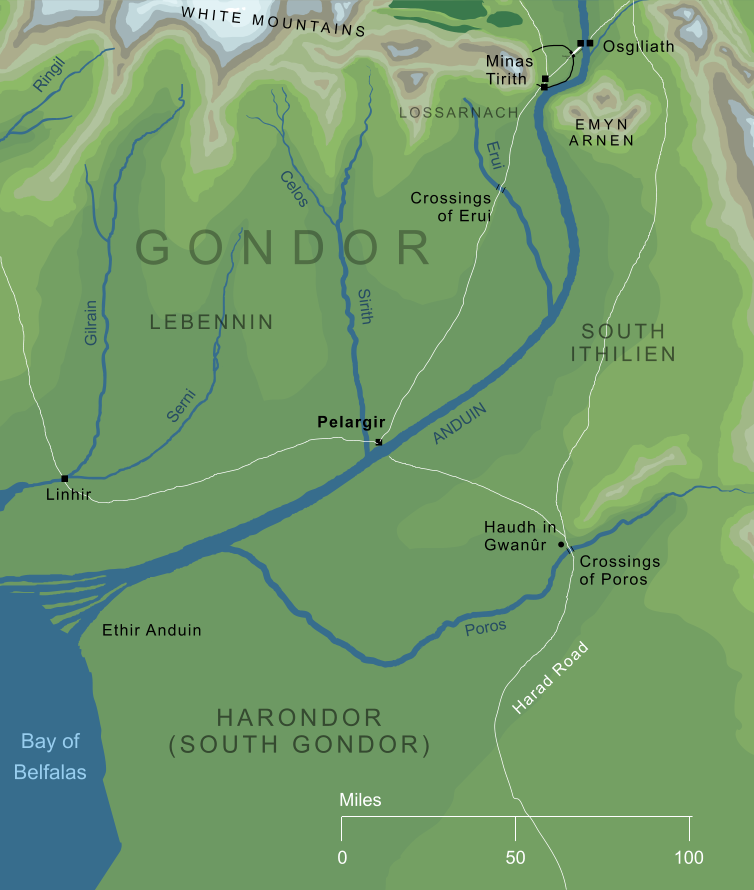 WHITE MOUNTAINS
Osgiliath
Minas
Tirith
Ringil
LOSSARNACH
EMYN
ARNEN
Erui
Celos
Crossings
of Erui
GONDOR
Sirith
Gilrain
LEBENNIN
SOUTH
ITHILIEN
Serni
Pelargir
ANDUIN
Linhir
Haudh in
Gwanûr
Crossings
of Poros
Ethir Anduin
Poros
Harad Road
HARONDOR
(SOUTH GONDOR)
Bay of
Belfalas
Miles
0 50 100